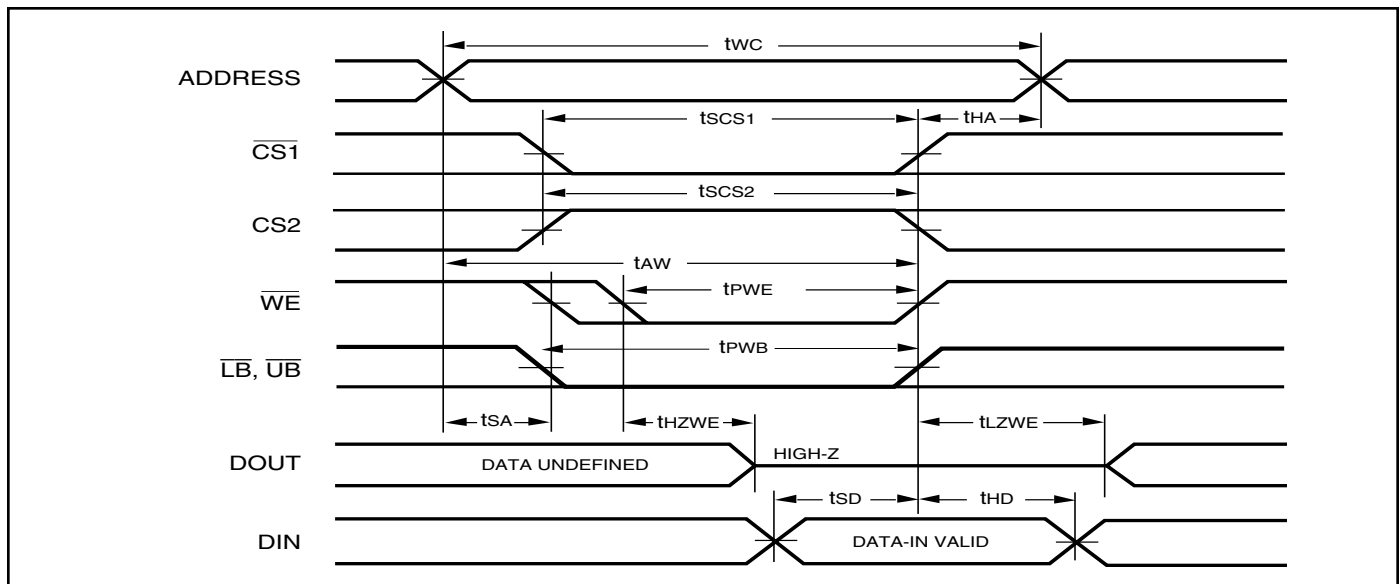 tWC
ADDRESS
tSCS1
tHA
CS1
tSCS2
CS2
tAW
WE
tPWE
tPWB
LB, UB
tSA
tHZWE
tLZWE
DOUT
DATA UNDEFINED
HIGH-Z
tSD
tHD
DIN
DATA-IN VALID